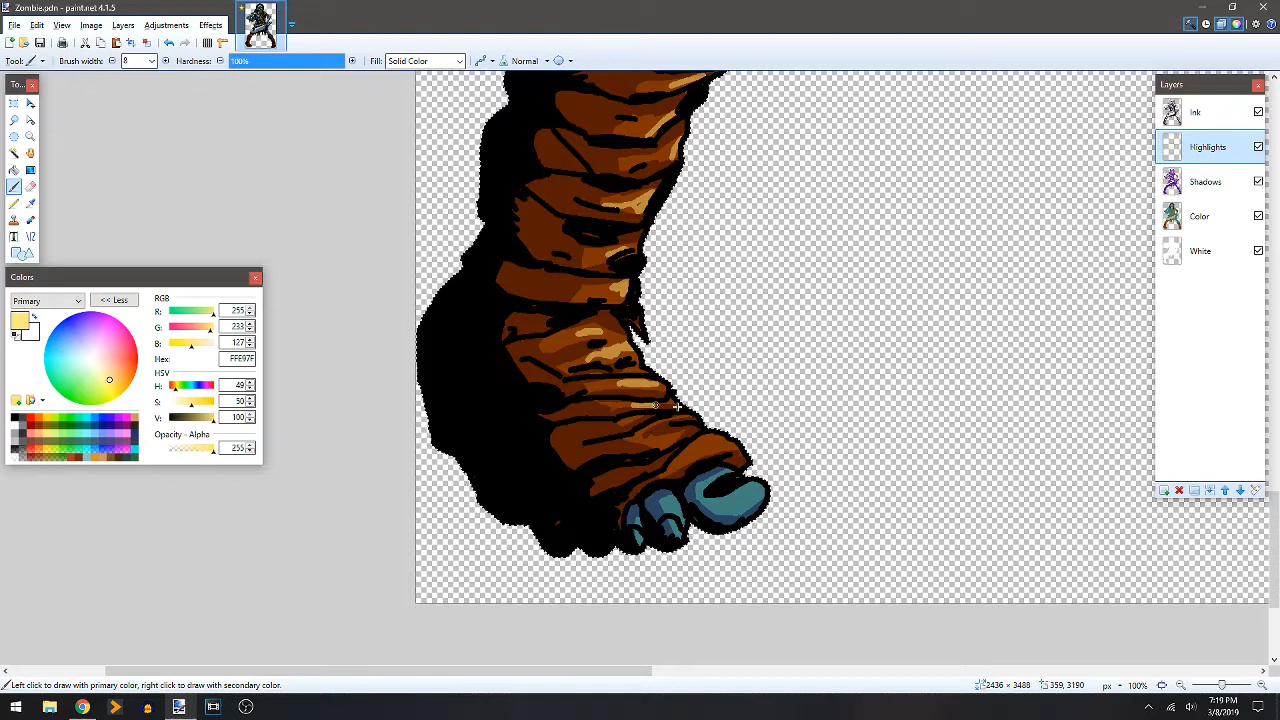 Zombie.pdn - paint.net 4.1.5
File Edit View Image Layers Adjustments Effects
Tool: Brush width: 8 Hardness: 100% Fill: Solid Color Normal
To...
Layers
Ink
Highlights
Shadows
Color
White
Colors
Primary
<< Less
RGB
R: 255
G: 233
B: 127
Hex: FFE97F
HSV
H: 49
S: 50
V: 100
Opacity - Alpha
255
Left click to draw with primary color, right click to draw with secondary color.
2436 × 3488
359, 3190
px
100%
7:19 PM
3/8/2019